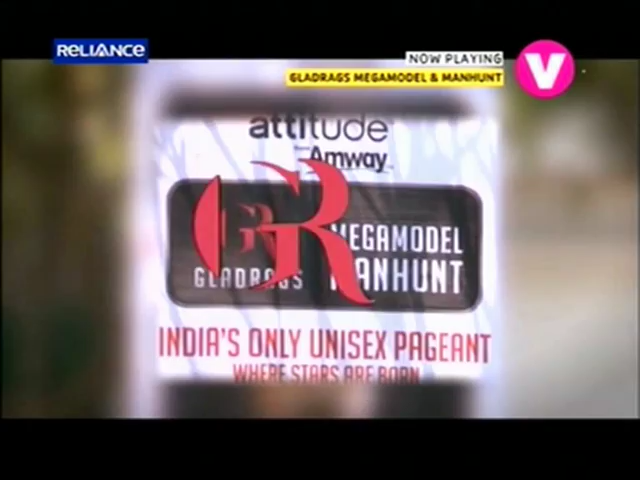 RELIANCE
NOW PLAYING
GLADRAGS MEGAMODEL & MANHUNT
V
attitude
Amway
GR
GR
MEGAMODEL
GLADRAGS
MANHUNT
INDIA'S ONLY UNISEX PAGEANT
WHERE STARS ARE BORN